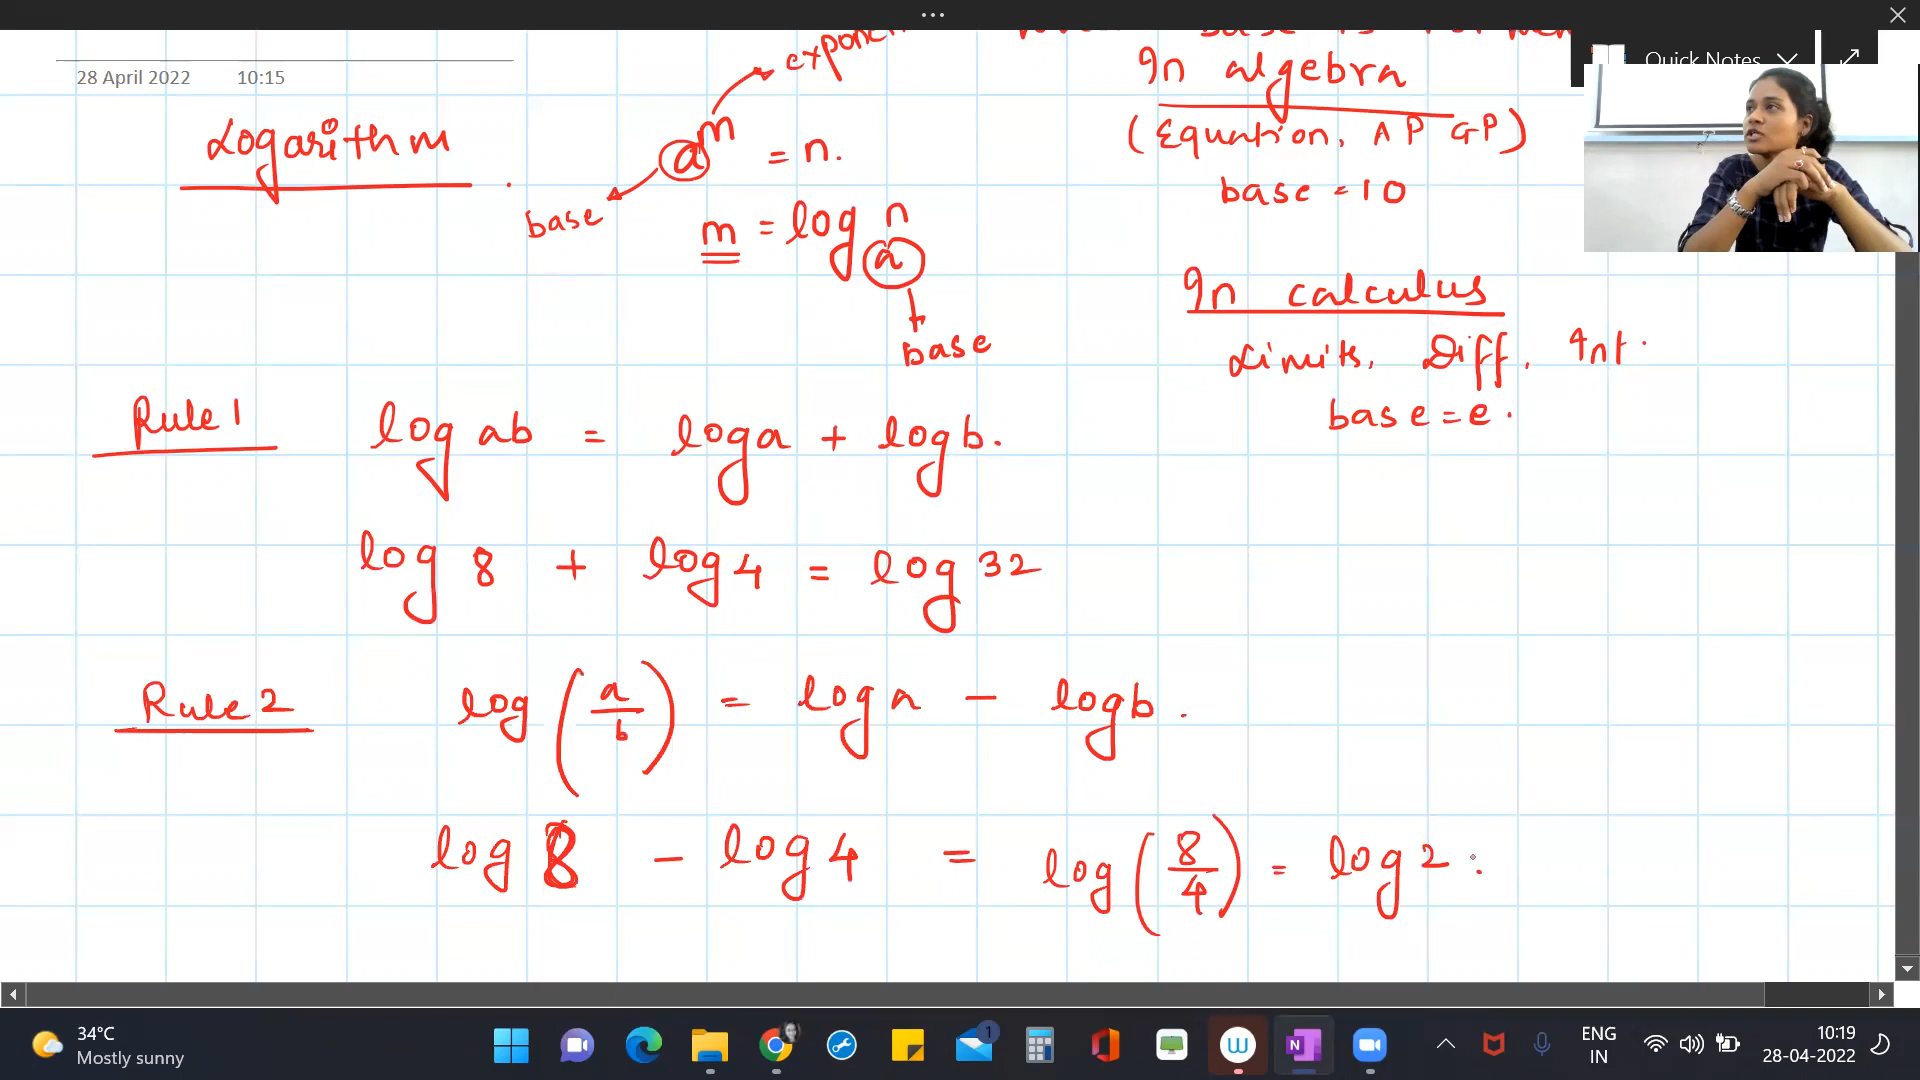 ...
Quick Notes
28 April 2022 10:15
Logarithm
a^m = n.
base
m = log_a n
base
base is
In algebra
(Equation, AP GP)
base = 10
In calculus
Limits, Diff, Int.
base = e.
Rule 1 log ab = log a + log b.
log 8 + log 4 = log 32
Rule 2 log (a/b) = log a - log b.
log 8 - log 4 = log (8/4) = log 2
34°C
Mostly sunny
1
ENG
IN
10:19
28-04-2022